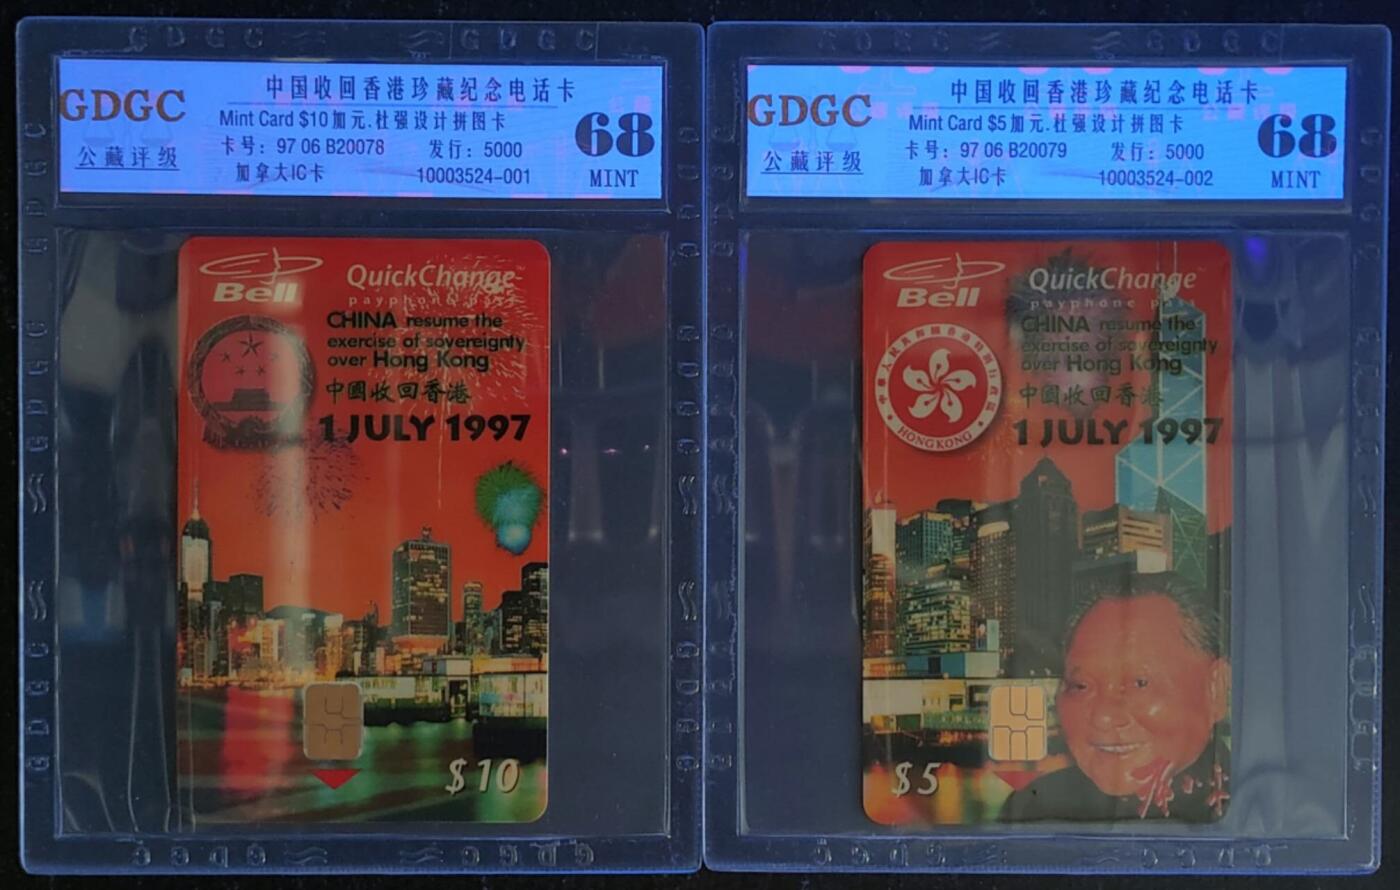 GDGC
公藏评级
中国收回香港珍藏纪念电话卡
Mint Card $10加元.杜强设计拼图卡
卡号：97 06 B20078 发行：5000
加拿大IC卡 10003524-001
68
MINT
Bell
QuickChange
payphone pass
CHINA resume the
exercise of sovereignty
over Hong Kong
中國收回香港
1 JULY 1997
$10
GDGC
公藏评级
中国收回香港珍藏纪念电话卡
Mint Card $5加元.杜强设计拼图卡
卡号：97 06 B20079 发行：5000
加拿大IC卡 10003524-002
68
MINT
Bell
QuickChange™
payphone pass
CHINA resume the
exercise of sovereignty
over Hong Kong
中國收回香港
1 JULY 1997
HONG KONG
$5